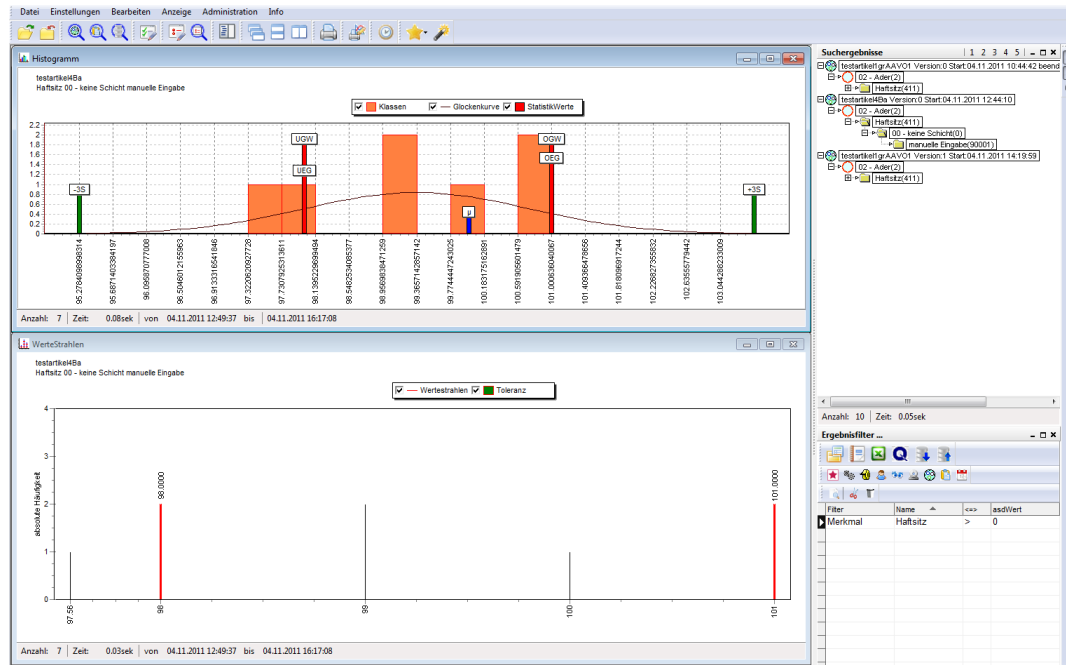 Datei Einstellungen Bearbeiten Anzeige Administration Info
Histogramm
testartikel4Ba
Haftsitz 00 - keine Schicht manuelle Eingabe
Klassen Glockenkurve StatistikWerte
2.2
2
1.8
1.6
1.4
1.2
1
0.8
0.6
0.4
0.2
0
-3S
UGW
UEG
µ
OGW
OEG
+3S
95.2784098998314
95.6871403384197
96.095870777008
96.5046012155963
96.9133316541846
97.3220620927728
97.7307925313611
98.1395229699494
98.5482534085377
98.9569838471259
99.3657142857142
99.7744447243025
100.183175162891
100.591905601479
101.000636040067
101.409366478656
101.818096917244
102.226827355832
102.63555779442
103.044288233009
Anzahl: 7 Zeit: 0.08sek von 04.11.2011 12:49:37 bis 04.11.2011 16:17:08
WerteStrahlen
testartikel4Ba
Haftsitz 00 - keine Schicht manuelle Eingabe
Wertestrahlen Toleranz
absolute Häufigkeit
4
3
2
1
0
98.0000
101.0000
97.56
98
99
100
101
Anzahl: 7 Zeit: 0.03sek von 04.11.2011 12:49:37 bis 04.11.2011 16:17:08
Suchergebnisse 1 2 3 4 5
testartikel1grAAVO1 Version:0 Start:04.11.2011 10:44:42 beend
02 - Ader(2)
Haftsitz(411)
testartikel4Ba Version:0 Start:04.11.2011 12:44:10
02 - Ader(2)
Haftsitz(411)
00 - keine Schicht(0)
manuelle Eingabe(90001)
testartikel1grAAVO1 Version:1 Start:04.11.2011 14:19:59
02 - Ader(2)
Haftsitz(411)
Anzahl: 10 Zeit: 0.05sek
Ergebnisfilter ...
Filter Name <=> asdWert
Merkmal Haftsitz > 0